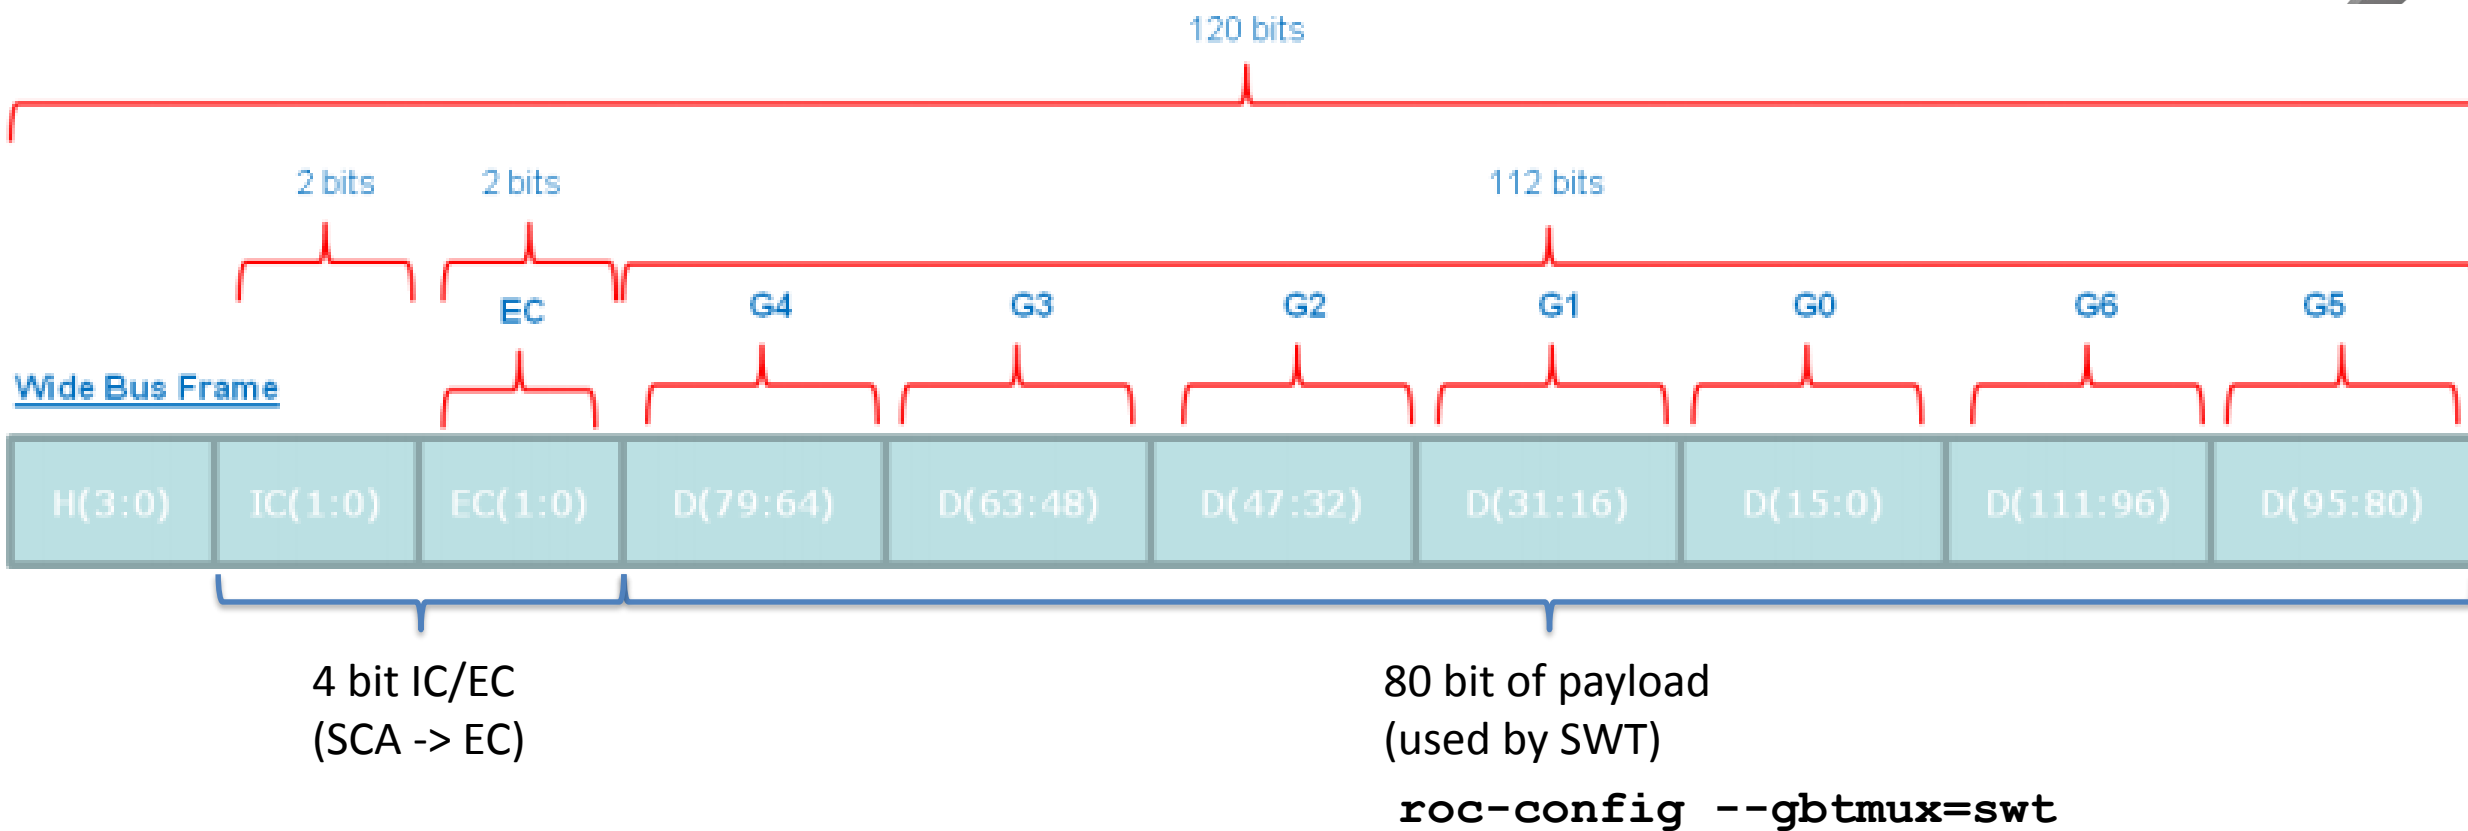 120 bits
2 bits 2 bits 112 bits
EC G4 G3 G2 G1 G0 G6 G5
Wide Bus Frame
H(3:0) IC(1:0) EC(1:0) D(79:64) D(63:48) D(47:32) D(31:16) D(15:0) D(111:96) D(95:80)
4 bit IC/EC
(SCA -> EC)
80 bit of payload
(used by SWT)
roc-config --gbtmux=swt